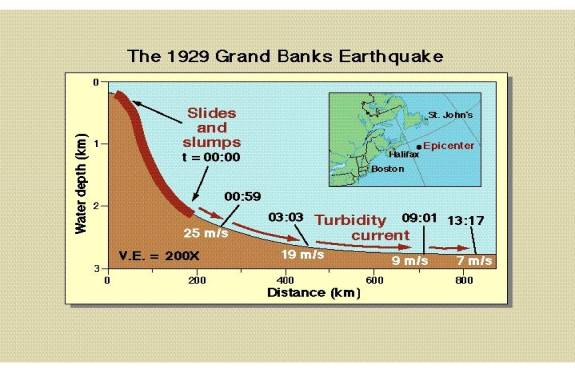 The 1929 Grand Banks Earthquake
0
1
2
3
Water depth (km)
Slides
and
slumps
t = 00:00
St. John's
Epicenter
Halifax
Boston
00:59
03:03
Turbidity
current
09:01
13:17
25 m/s
19 m/s
9 m/s
7 m/s
V.E. = 200X
0
200
400
600
800
Distance (km)